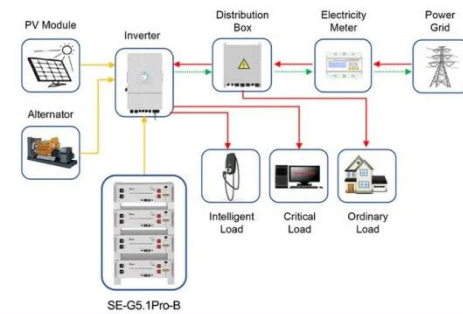 PV Module
Inverter
Distribution
Box
Electricity
Meter
Power
Grid
Alternator
Intelligent
Load
Critical
Load
Ordinary
Load
SE-G5.1Pro-B